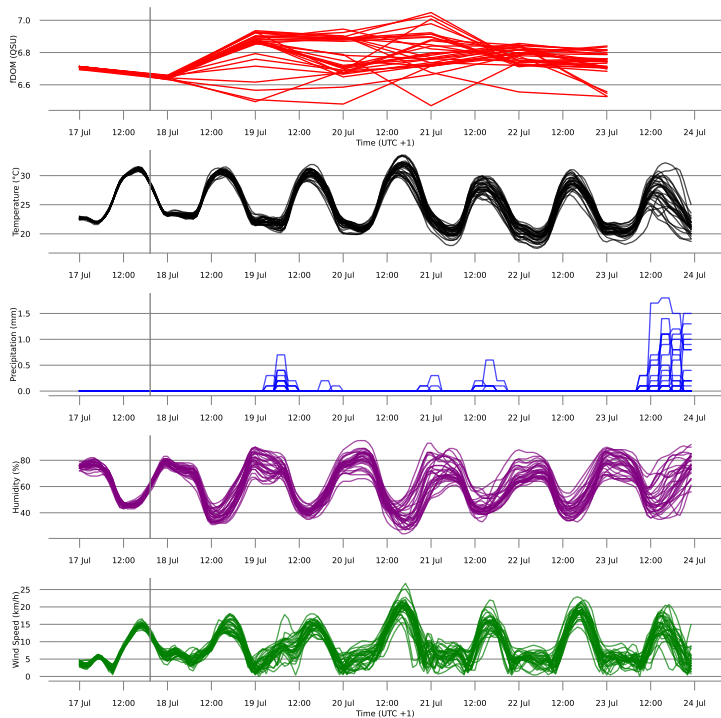 fDOM (QSU)
7.0
6.8
6.6
17 Jul 12:00 18 Jul 12:00 19 Jul 12:00 20 Jul 12:00 21 Jul 12:00 22 Jul 12:00 23 Jul 12:00 24 Jul
Time (UTC +1)
Temperature (°C)
30
25
20
17 Jul 12:00 18 Jul 12:00 19 Jul 12:00 20 Jul 12:00 21 Jul 12:00 22 Jul 12:00 23 Jul 12:00 24 Jul
Precipitation (mm)
1.5
1.0
0.5
0.0
17 Jul 12:00 18 Jul 12:00 19 Jul 12:00 20 Jul 12:00 21 Jul 12:00 22 Jul 12:00 23 Jul 12:00 24 Jul
Humidity (%)
80
60
40
17 Jul 12:00 18 Jul 12:00 19 Jul 12:00 20 Jul 12:00 21 Jul 12:00 22 Jul 12:00 23 Jul 12:00 24 Jul
Wind Speed (km/h)
25
20
15
10
5
0
17 Jul 12:00 18 Jul 12:00 19 Jul 12:00 20 Jul 12:00 21 Jul 12:00 22 Jul 12:00 23 Jul 12:00 24 Jul
Time (UTC +1)